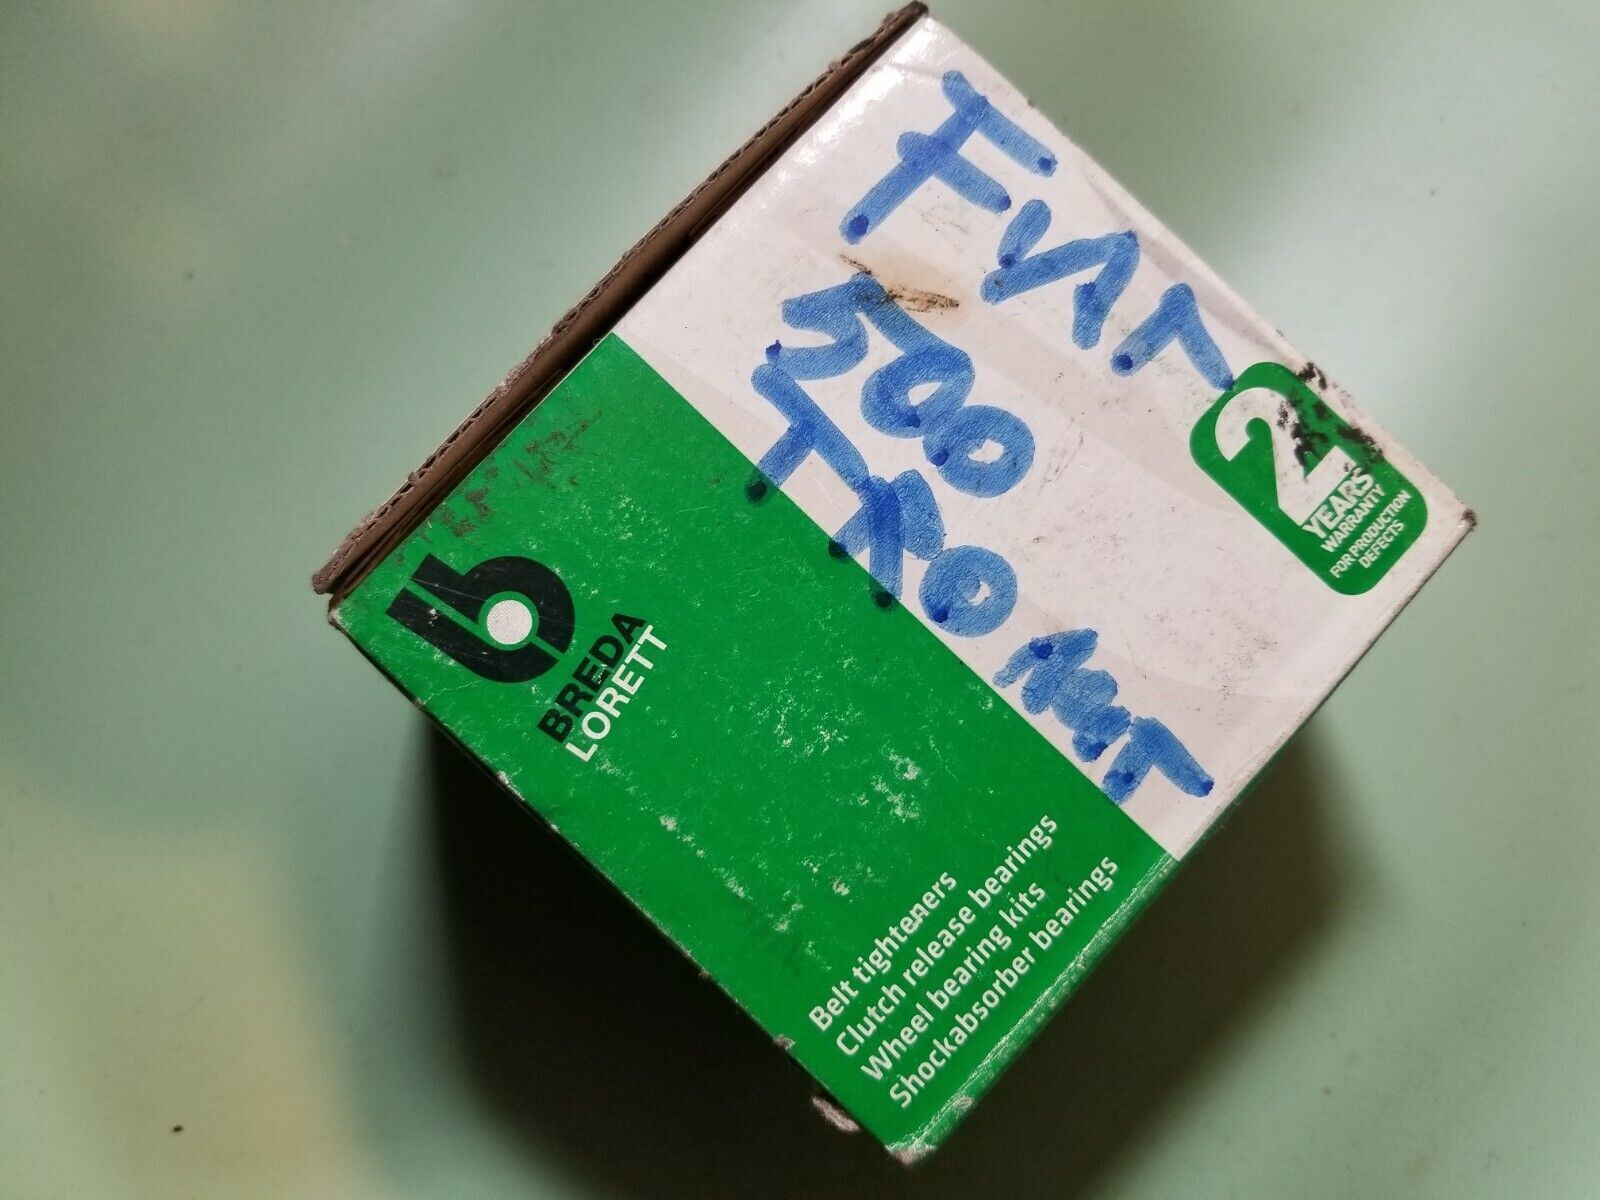 FIAT
500
2
YEARS
WARRANTY
FOR PRODUCTION
DEFECTS
BREDA
LORETT
Belt tighteners
Clutch release bearings
Wheel bearing kits
Shockabsorber bearings